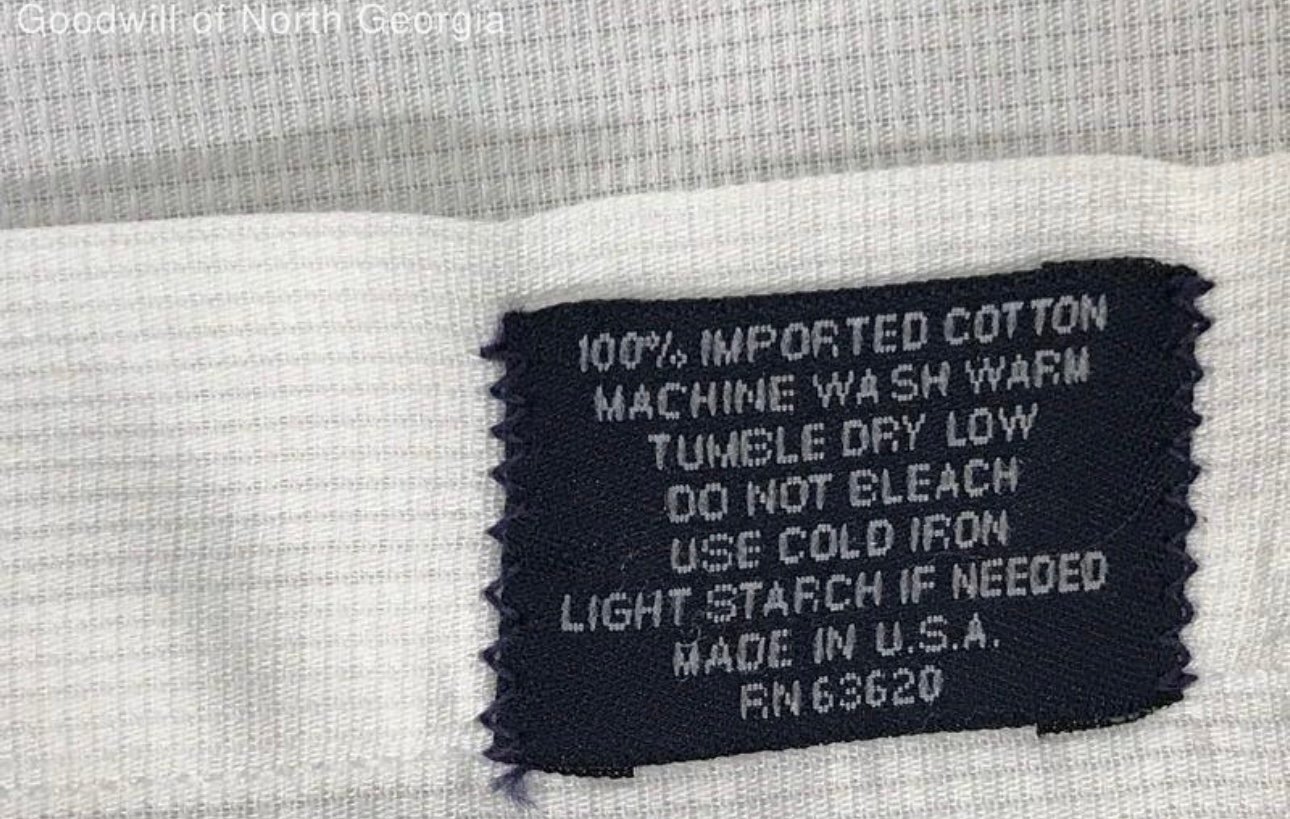 Goodwill of North Georgia
100% IMPORTED COTTON
MACHINE WASH WARM
TUMBLE DRY LOW
DO NOT BLEACH
USE COLD IRON
LIGHT STARCH IF NEEDED
MADE IN U.S.A.
RN 63620